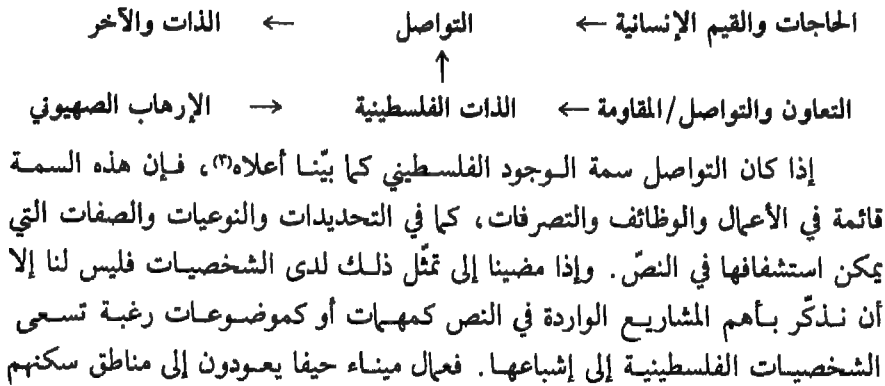 الحاجات والقيم الإنسانية ← التواصل ← الذات والآخر
↑
التعاون والتواصل/المقاومة ← الذات الفلسطينية → الإرهاب الصهيوني
إذا كان التواصل سمة الوجود الفلسطيني كما بيّنا أعلاه(٣)، فإن هذه السمة
قائمة في الأعمال والوظائف والتصرفات، كما في التحديدات والنوعيات والصفات التي
يمكن استشفافها في النصّ. وإذا مضينا إلى تمثّل ذلك لدى الشخصيات فليس لنا إلا
أن نذكّر بأهم المشاريع الواردة في النص كمهمات أو كموضوعات رغبة تسعى
الشخصيات الفلسطينية إلى إشباعها. فعمال ميناء حيفا يعودون إلى مناطق سكنهم